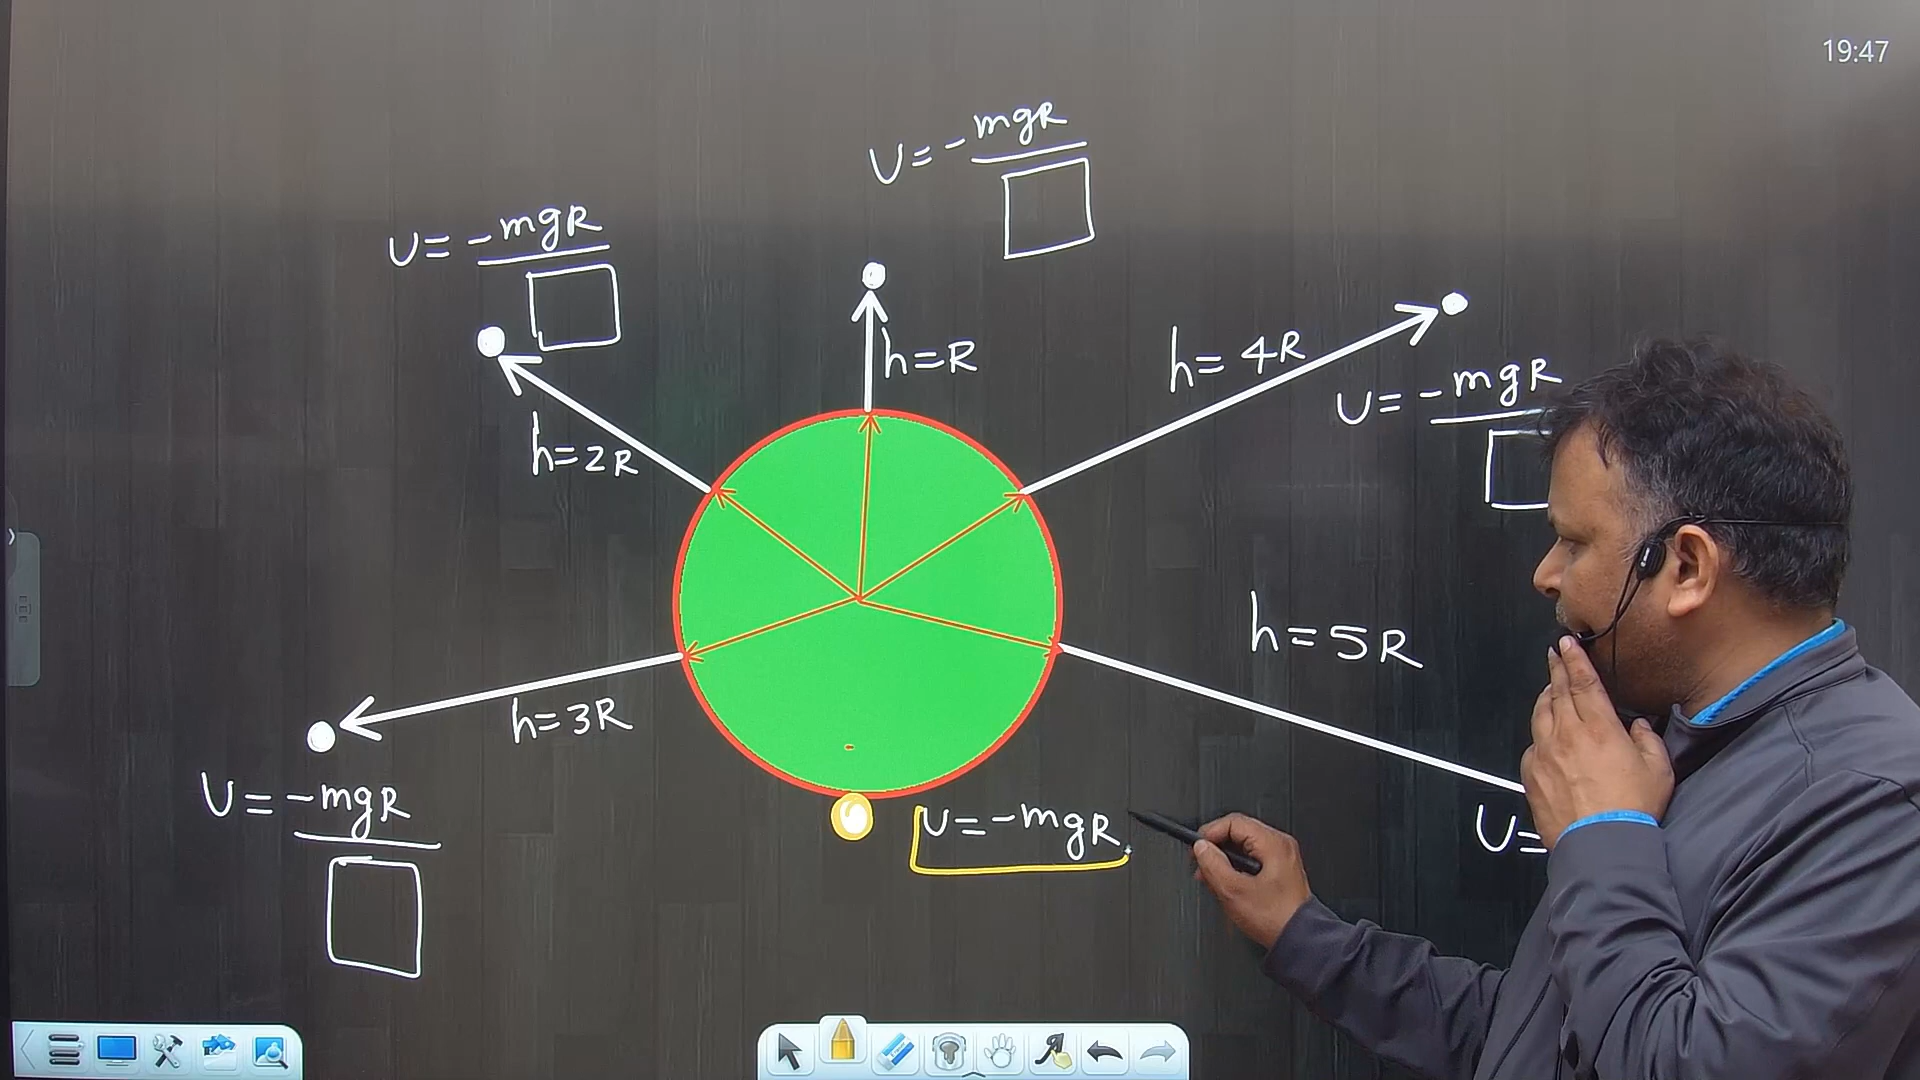 19:47
U = -mgR
U = -mgR
h = R
h = 4R
U = -mgR
h = 2R
h = 5R
h = 3R
U = -mgR
U = -mgR
U =